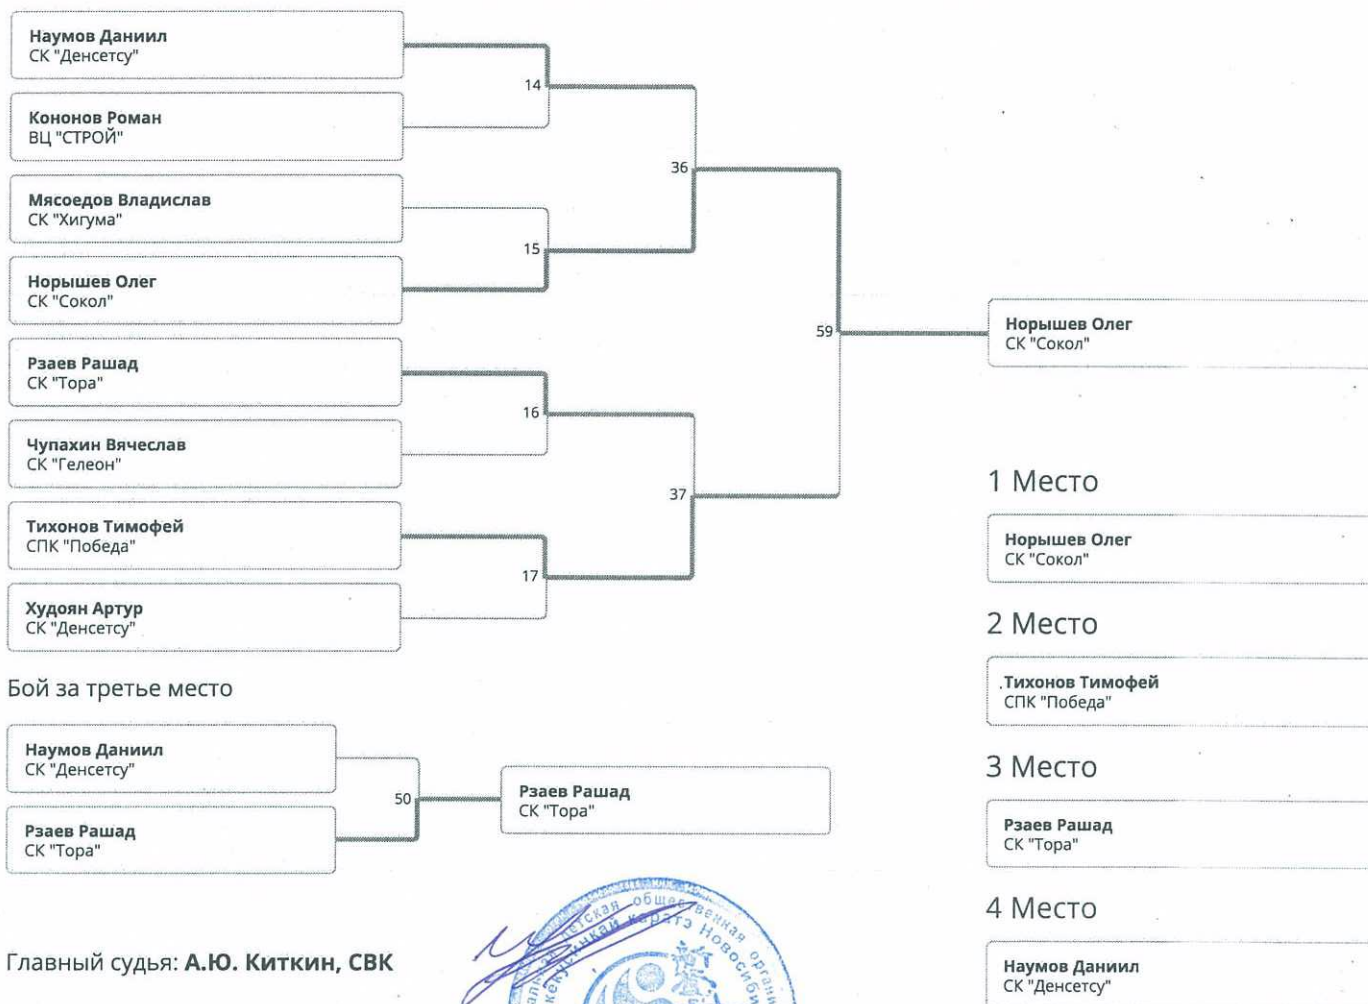 Наумов Даниил
СК "Денсетсу"
14
Кононов Роман
ВЦ "СТРОЙ"
36
Мясоедов Владислав
СК "Хигума"
15
Норышев Олег
СК "Сокол"
59
Норышев Олег
СК "Сокол"
Рзаев Рашад
СК "Тора"
16
Чупахин Вячеслав
СК "Гелеон"
37
Тихонов Тимофей
СПК "Победа"
17
Худоян Артур
СК "Денсетсу"
1 Место
Норышев Олег
СК "Сокол"
2 Место
Тихонов Тимофей
СПК "Победа"
3 Место
Рзаев Рашад
СК "Тора"
4 Место
Наумов Даниил
СК "Денсетсу"
Бой за третье место
Наумов Даниил
СК "Денсетсу"
50
Рзаев Рашад
СК "Тора"
Рзаев Рашад
СК "Тора"
Главный судья: А.Ю. Киткин, СВК
общественная
каратэ